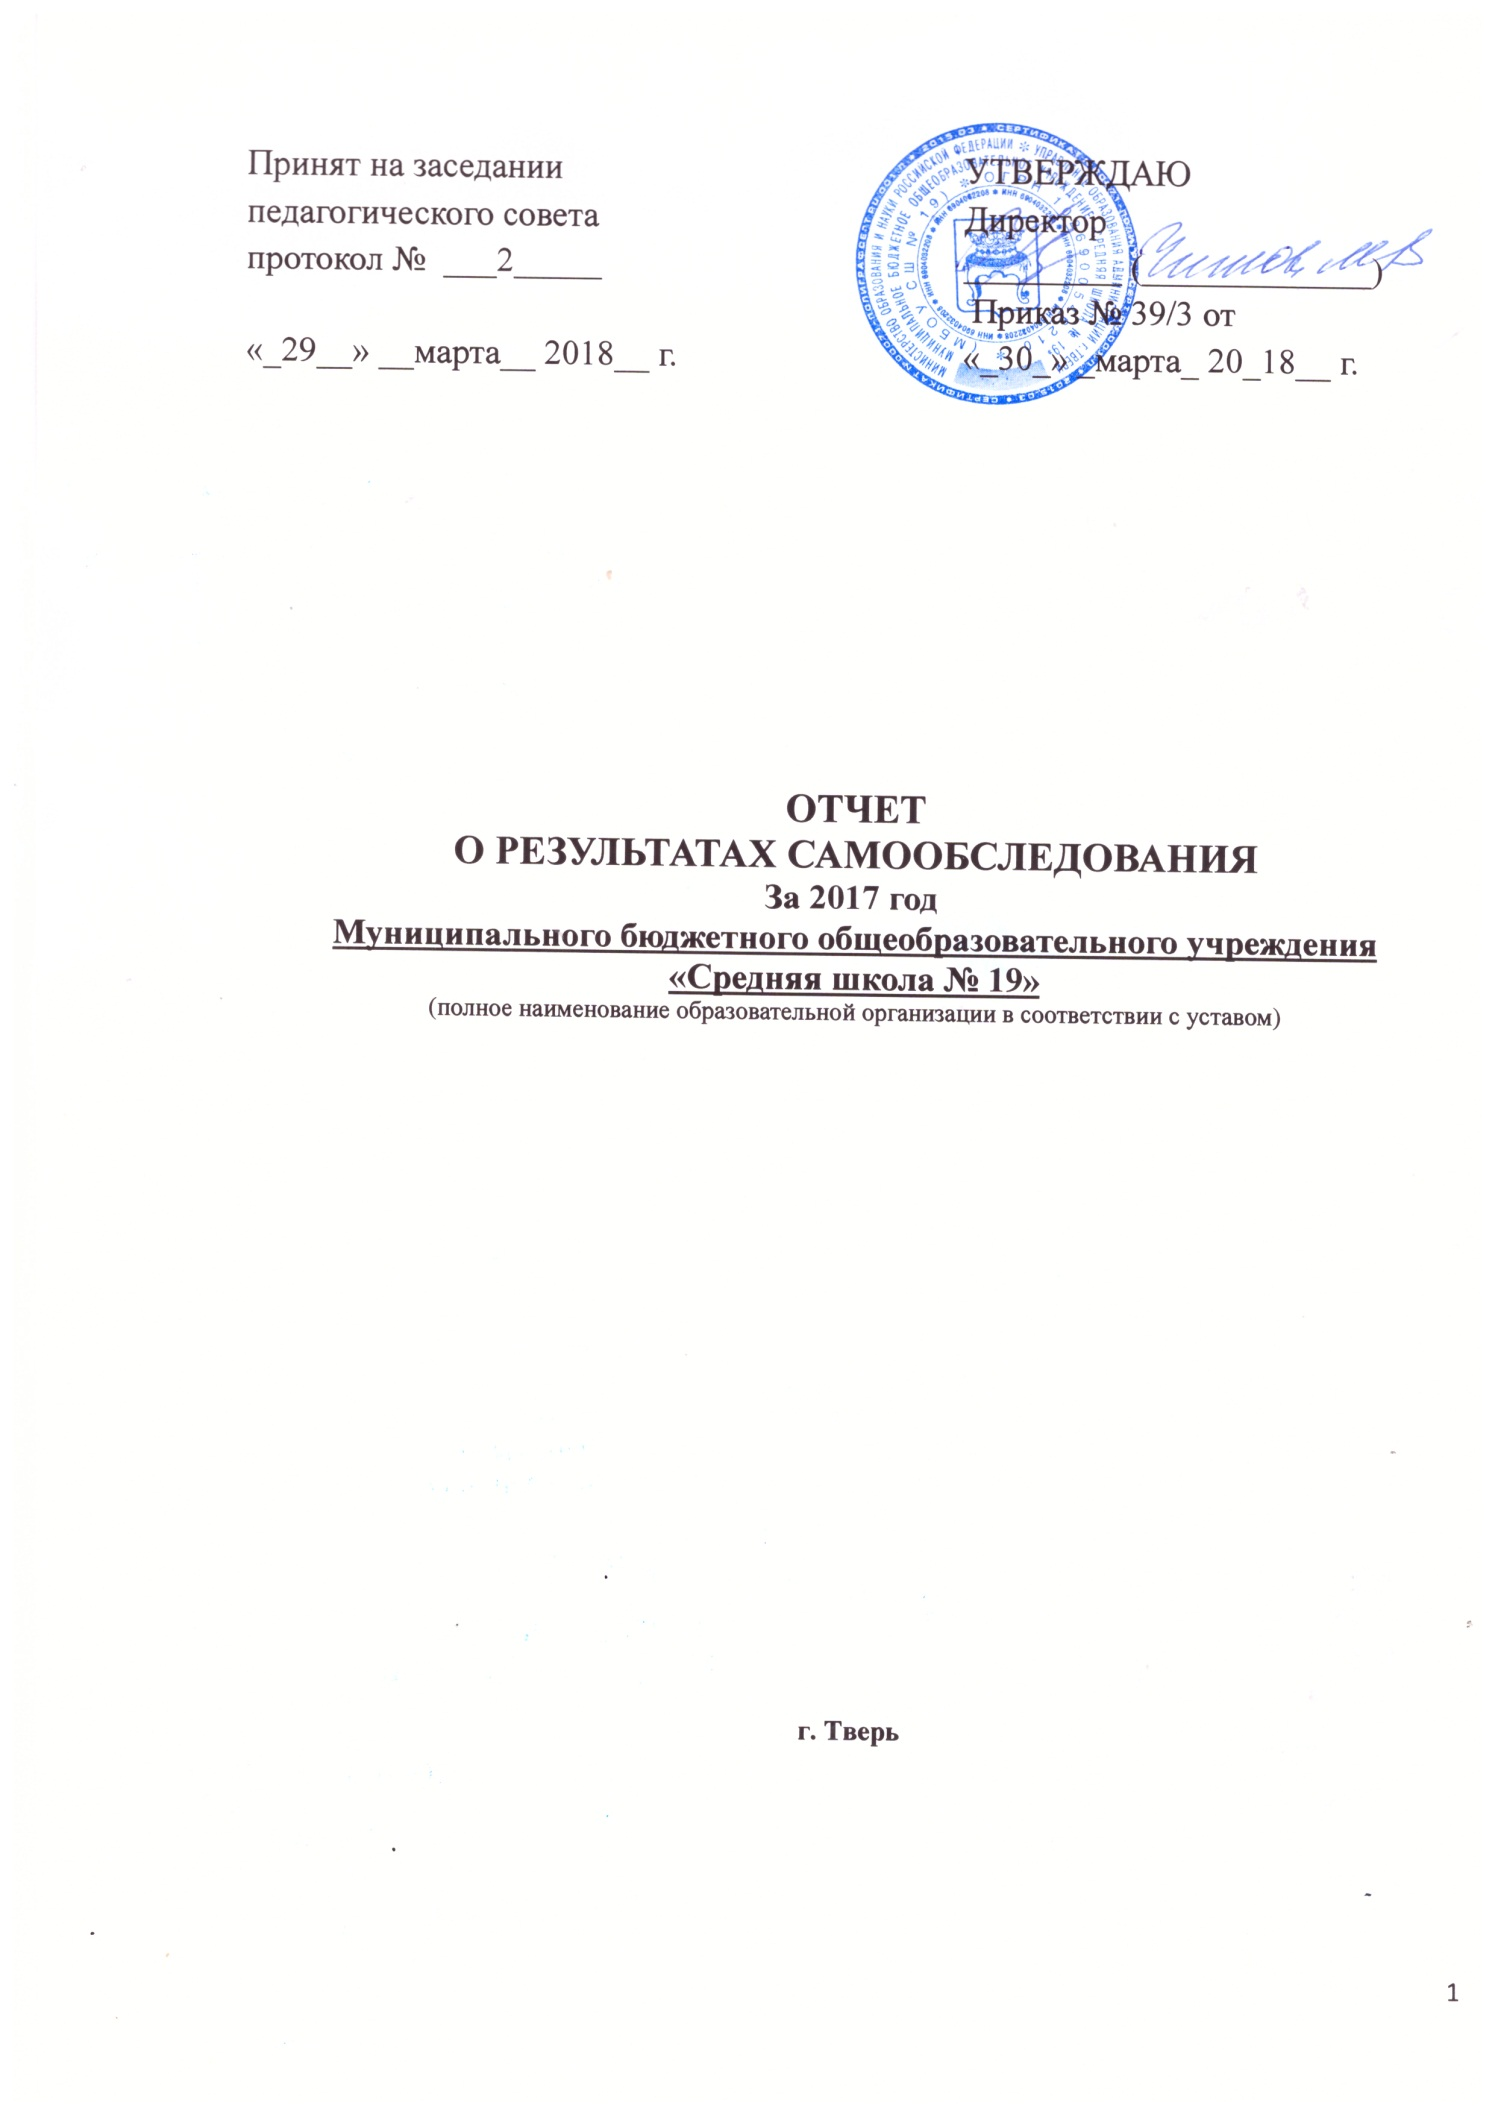 Принят на заседании
педагогического совета
протокол № ___2_____
«_29__» __марта__ 2018__ г.
УТВЕРЖДАЮ
Директор
__________(_____________)
Приказ № 39/3 от
«_30_» _марта_ 20_18__ г.
ОТЧЕТ
О РЕЗУЛЬТАТАХ САМООБСЛЕДОВАНИЯ
За 2017 год
Муниципального бюджетного общеобразовательного учреждения
«Средняя школа № 19»
(полное наименование образовательной организации в соответствии с уставом)
г. Тверь
1